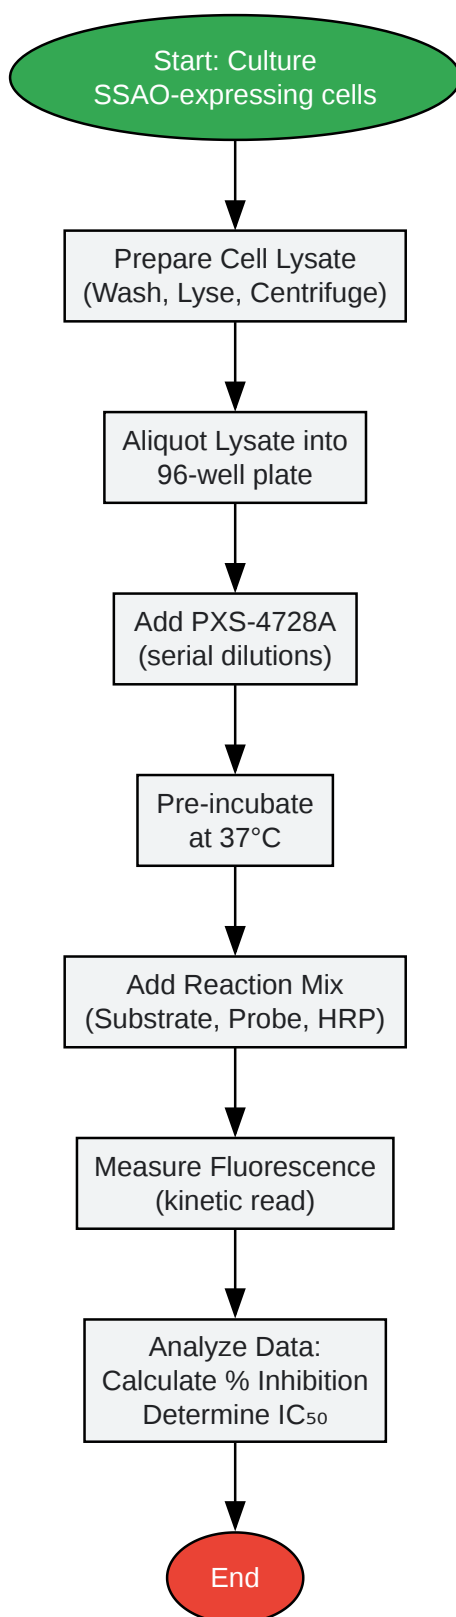 Start: Culture
SSAO-expressing cells
Prepare Cell Lysate
(Wash, Lyse, Centrifuge)
Aliquot Lysate into
96-well plate
Add PXS-4728A
(serial dilutions)
Pre-incubate
at 37°C
Add Reaction Mix
(Substrate, Probe, HRP)
Measure Fluorescence
(kinetic read)
Analyze Data:
Calculate % Inhibition
Determine IC₅₀
End